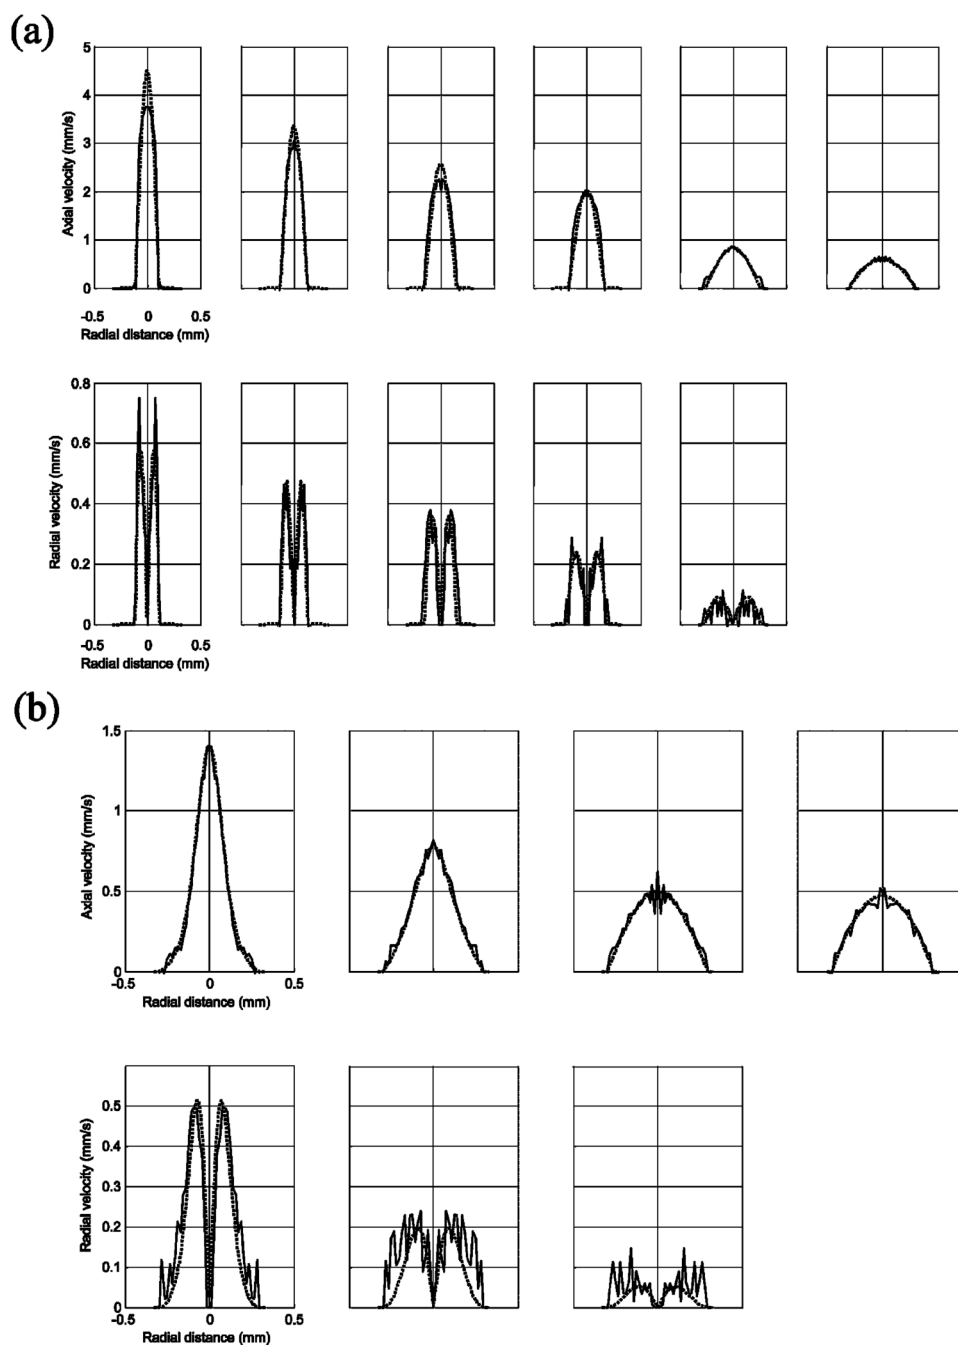 (a)
5
4
3
2
1
0
Axial velocity (mm/s)
-0.5 0 0.5
Radial distance (mm)
0.8
0.6
0.4
0.2
0
Radial velocity (mm/s)
-0.5 0 0.5
Radial distance (mm)
(b)
1.5
1
0.5
0
Axial velocity (mm/s)
-0.5 0 0.5
Radial distance (mm)
0.5
0.4
0.3
0.2
0.1
0
Radial velocity (mm/s)
-0.5 0 0.5
Radial distance (mm)